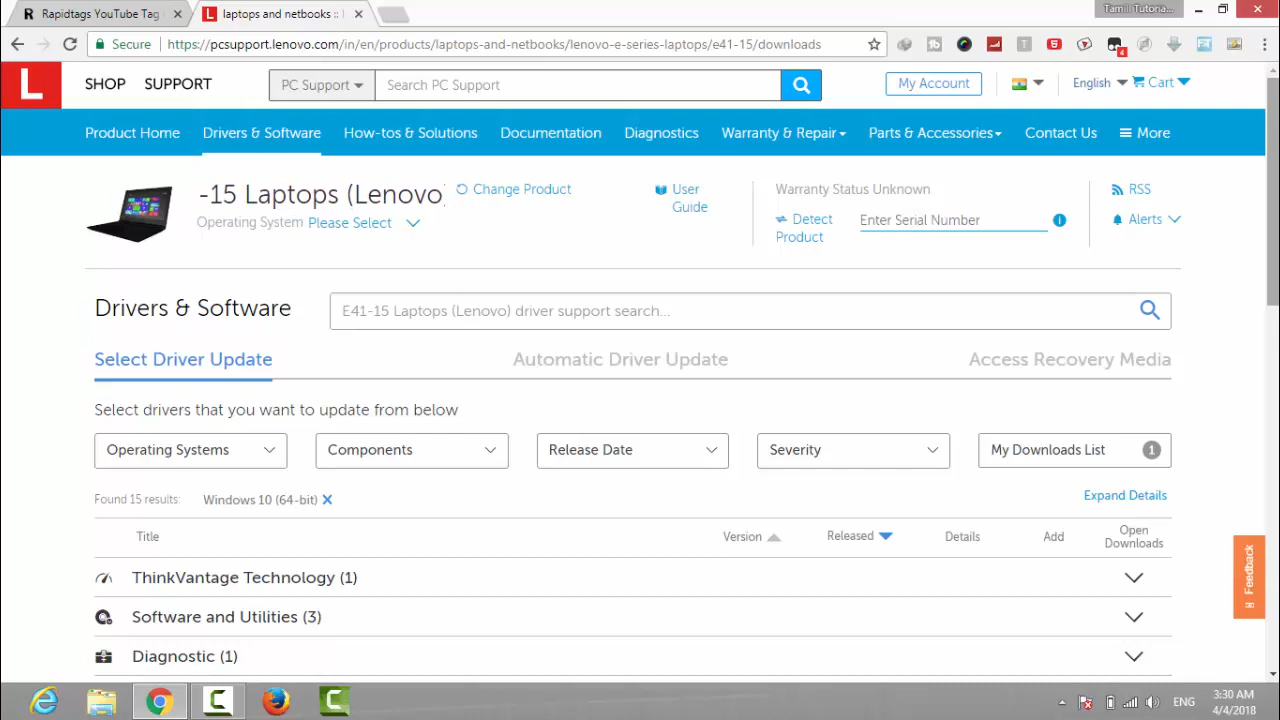 Rapidtags YouTube Tag
laptops and netbooks ::
Tamil Tutoria...
Secure
https://pcsupport.lenovo.com/in/en/products/laptops-and-netbooks/lenovo-e-series-laptops/e41-15/downloads
4
L
SHOP SUPPORT
PC Support
Search PC Support
My Account
English
Cart
Product Home
Drivers & Software
How-tos & Solutions
Documentation
Diagnostics
Warranty & Repair
Parts & Accessories
Contact Us
More
-15 Laptops (Lenovo)
Change Product
User
Guide
Warranty Status Unknown
RSS
Operating System Please Select
Detect
Product
Enter Serial Number
Alerts
Drivers & Software
E41-15 Laptops (Lenovo) driver support search...
Select Driver Update
Automatic Driver Update
Access Recovery Media
Select drivers that you want to update from below
Operating Systems
Components
Release Date
Severity
My Downloads List 1
Found 15 results:
Windows 10 (64-bit)
Expand Details
Title
Version
Released
Details
Add
Open
Downloads
ThinkVantage Technology (1)
Software and Utilities (3)
Diagnostic (1)
Feedback
ENG
3:30 AM
4/4/2018